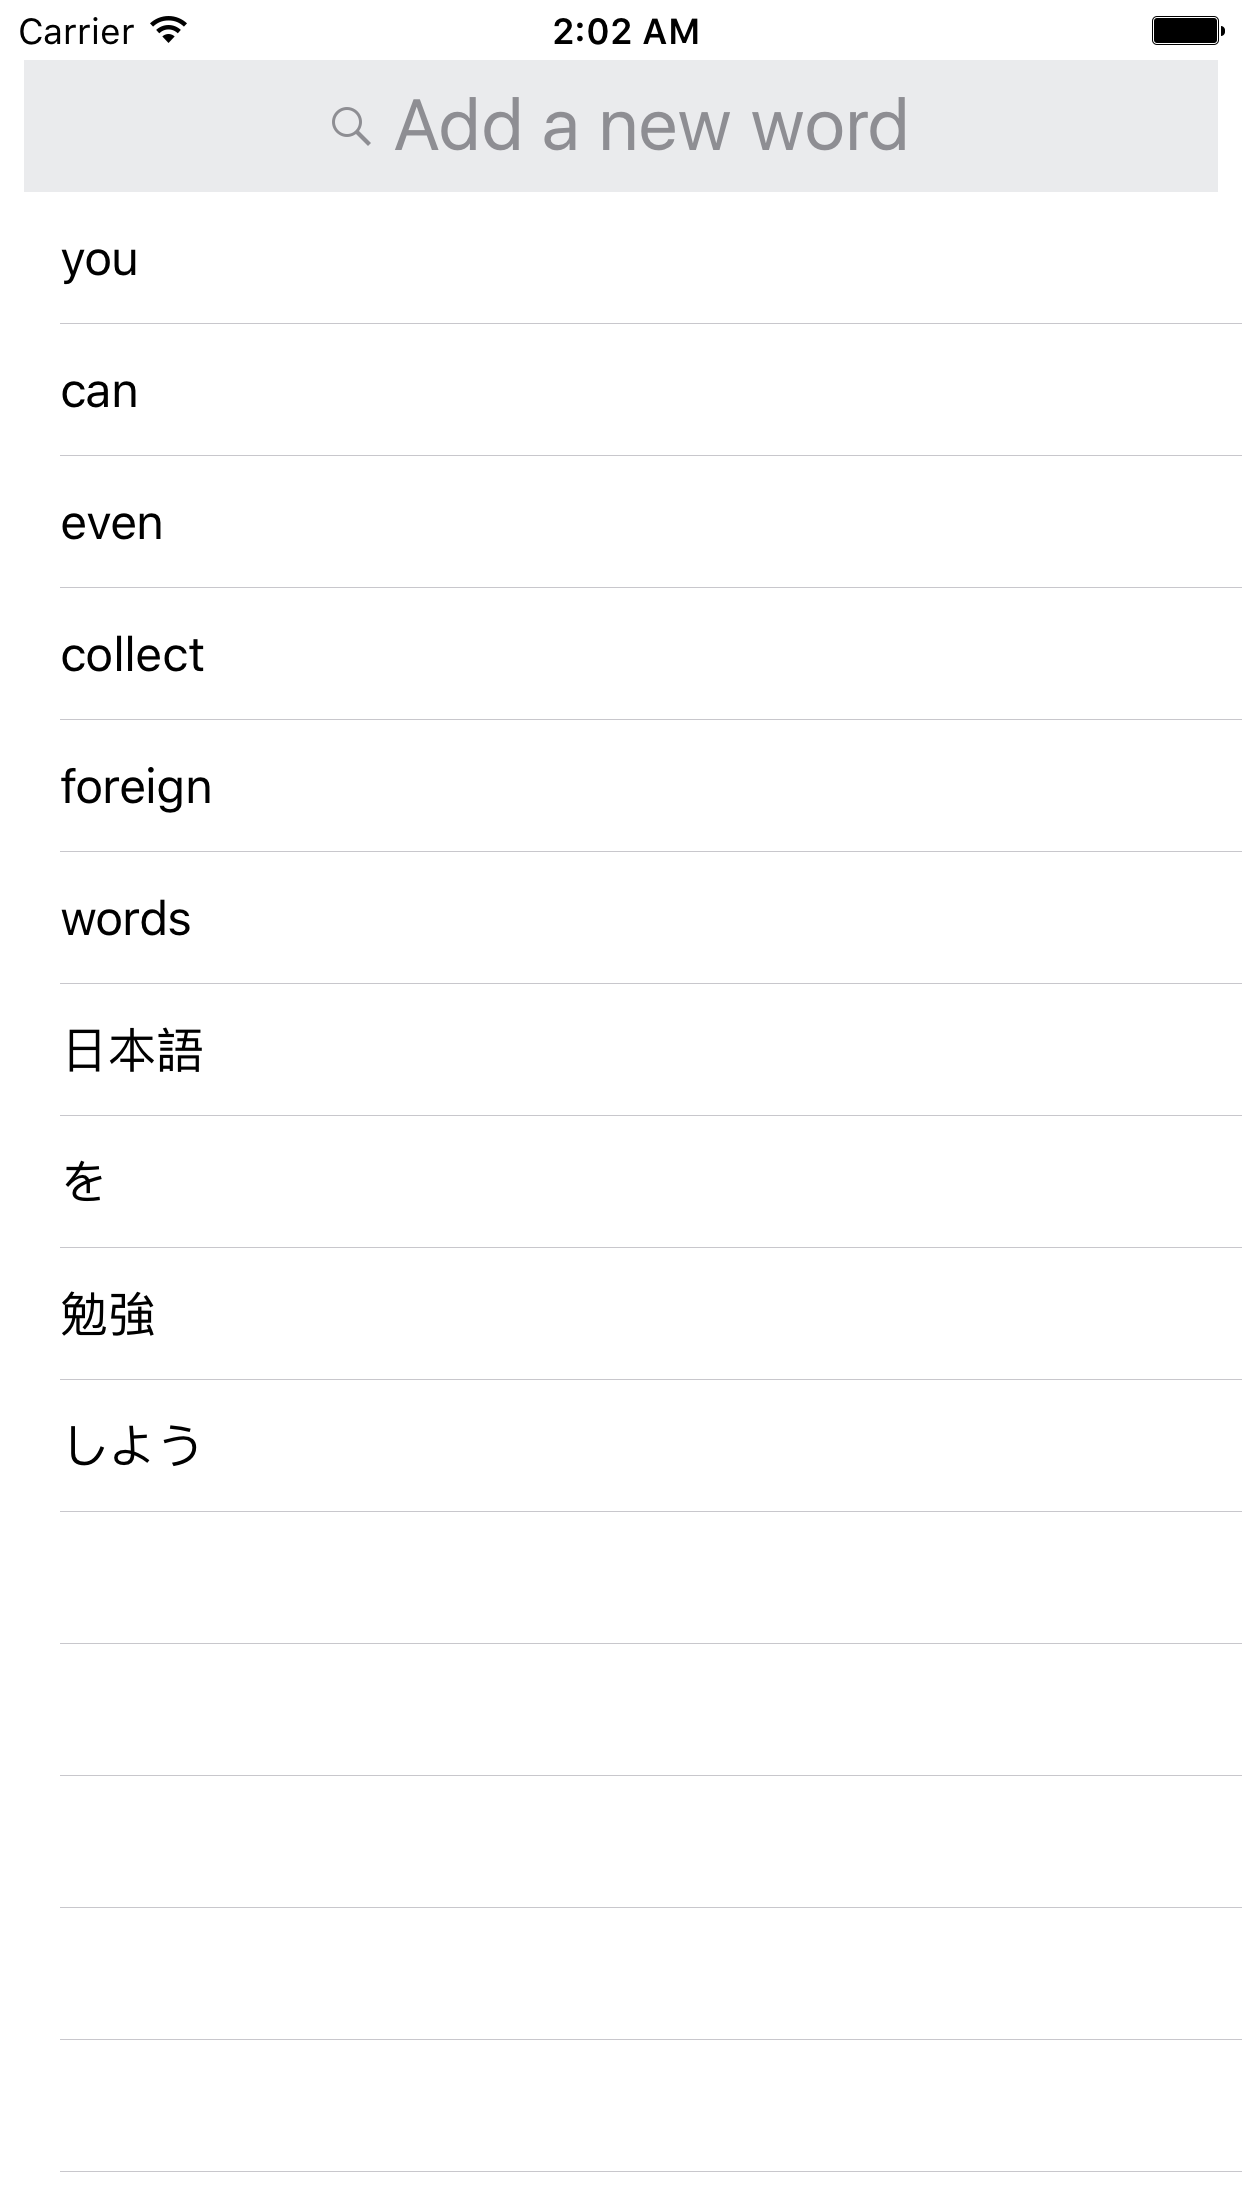 Carrier 2:02 AM
Add a new word
you
can
even
collect
foreign
words
日本語
を
勉強
しよう